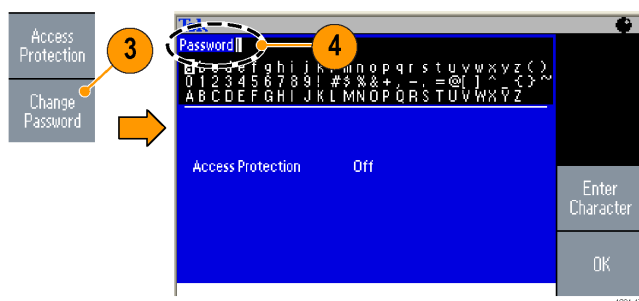 Access
Protection
3
Change
Password
Tek
Password
4
a b c d e f g h i j k l m n o p q r s t u v w x y z ( )
0 1 2 3 4 5 6 7 8 9 ! # $ % & + , - . = @ [ ] ^ _ { } ~
A B C D E F G H I J K L M N O P Q R S T U V W X Y Z
Access Protection Off
Enter
Character
OK